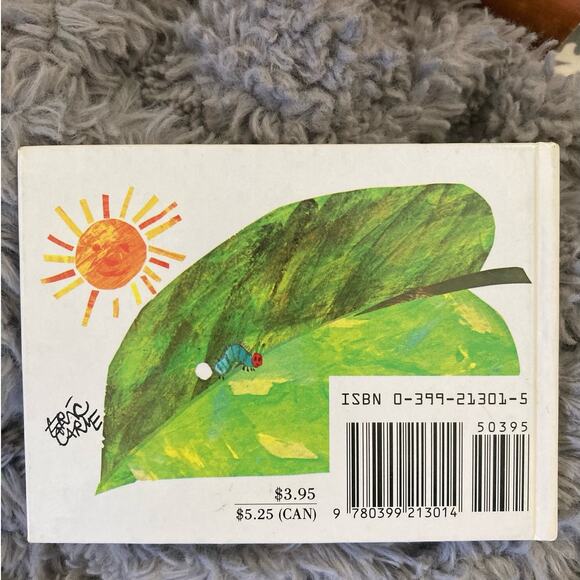 ERIC
CARLE
ISBN 0-399-21301-5
50395
$3.95
$5.25 (CAN)
9 780399 213014